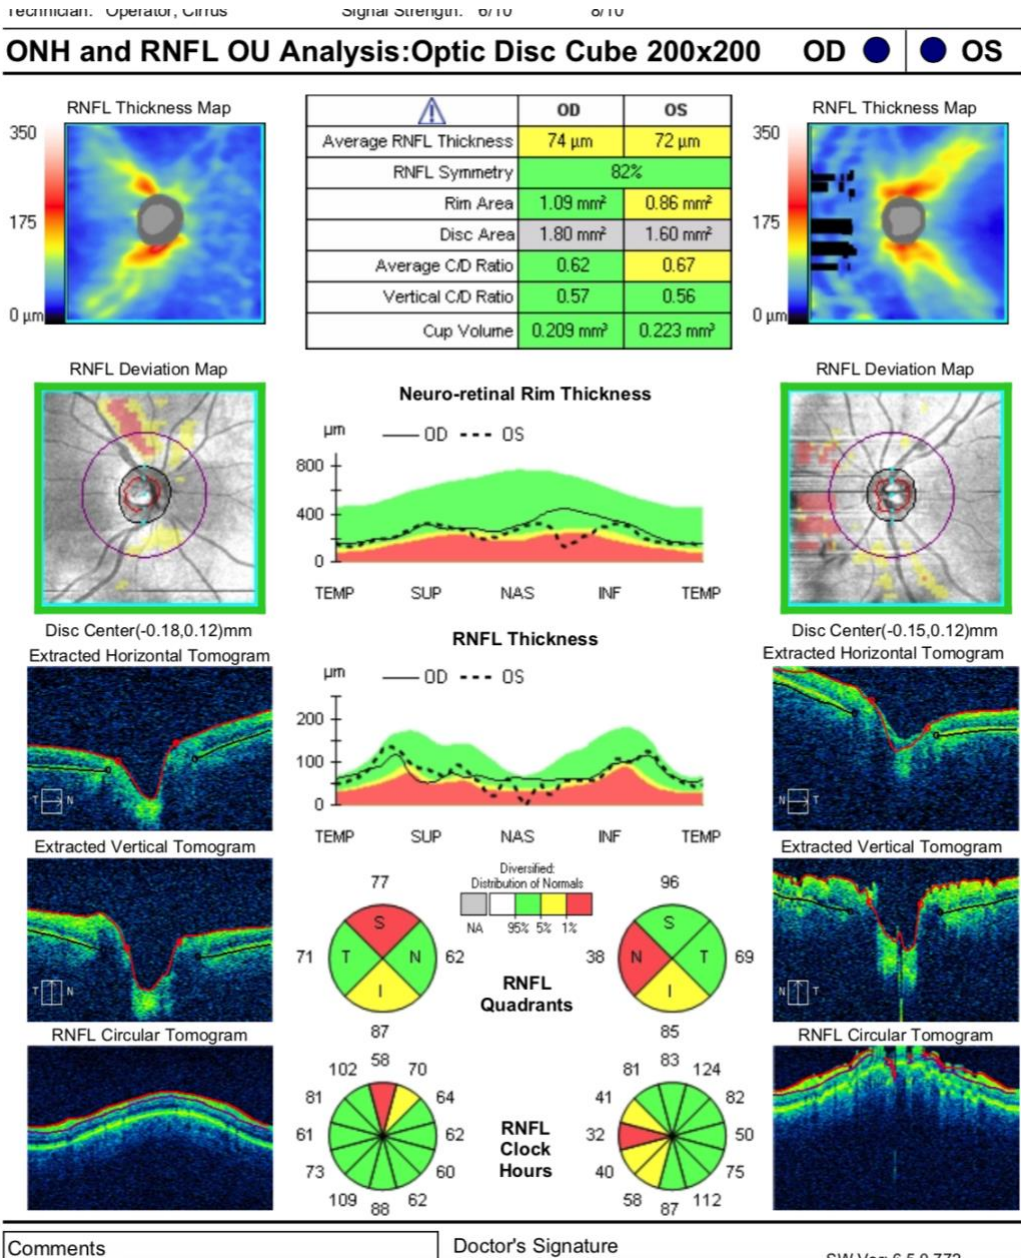 Technician: Operator, Cirrus Signal Strength: 6/10 8/10
ONH and RNFL OU Analysis:Optic Disc Cube 200x200 OD OS
RNFL Thickness Map
350
175
0 µm
OD OS
Average RNFL Thickness 74 µm 72 µm
RNFL Symmetry 82%
Rim Area 1.09 mm² 0.86 mm²
Disc Area 1.80 mm² 1.60 mm²
Average C/D Ratio 0.62 0.67
Vertical C/D Ratio 0.57 0.56
Cup Volume 0.209 mm³ 0.223 mm³
RNFL Thickness Map
350
175
0 µm
RNFL Deviation Map
Disc Center(-0.18,0.12)mm
Neuro-retinal Rim Thickness
µm OD OS
800
400
0
TEMP SUP NAS INF TEMP
RNFL Deviation Map
Disc Center(-0.15,0.12)mm
Extracted Horizontal Tomogram
T N
RNFL Thickness
µm OD OS
200
100
0
TEMP SUP NAS INF TEMP
Extracted Horizontal Tomogram
N T
Extracted Vertical Tomogram
T N
Diversified:
Distribution of Normals
NA 95% 5% 1%
77
S
71 T N 62
I
87
RNFL
Quadrants
96
S
38 N T 69
I
85
Extracted Vertical Tomogram
N T
RNFL Circular Tomogram
102 58 70
81 64
61 62
73 60
109 88 62
RNFL
Clock
Hours
81 83 124
41 82
32 50
40 75
58 87 112
RNFL Circular Tomogram
Comments
Doctor's Signature